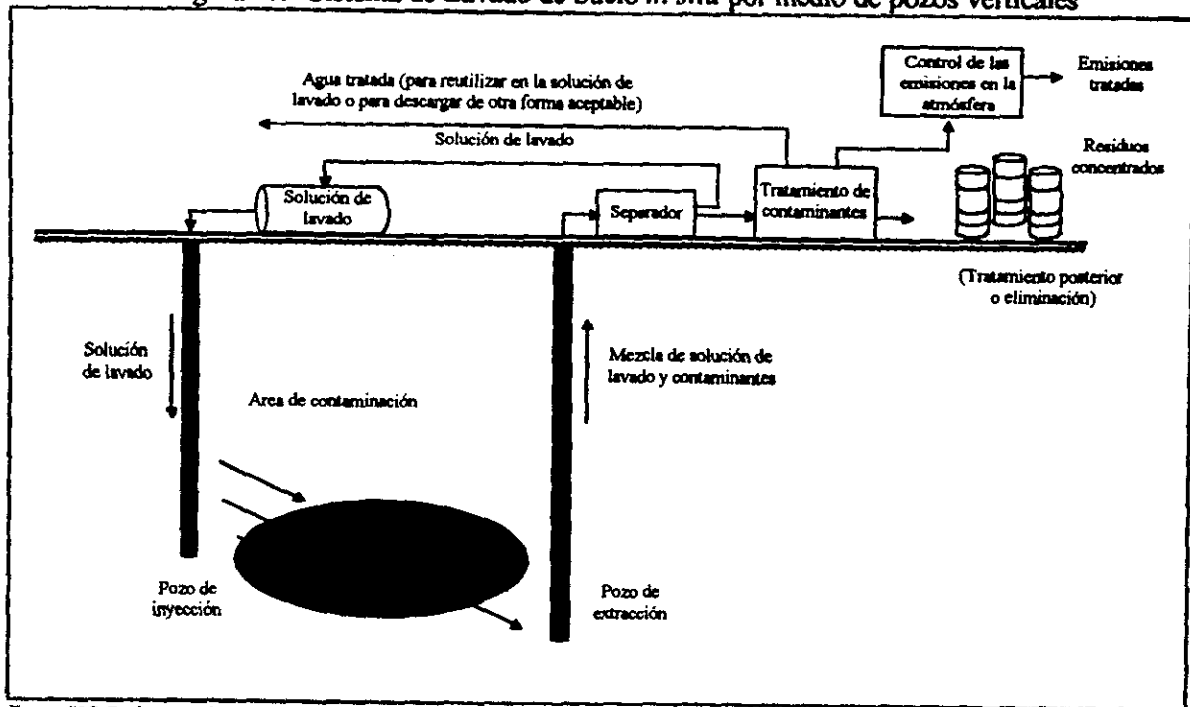 Sistema de Lavado de Suelo in situ por medio de pozos verticales
Agua tratada (para reutilizar en la solución de
lavado o para descargar de otra forma aceptable)
Control de las
emisiones en la
atmósfera
Emisiones
tratadas
Solución de lavado
Residuos
concentrados
Solución de
lavado
Separador
Tratamiento de
contaminantes
(Tratamiento posterior
o eliminación)
Solución
de lavado
Mezcla de solución de
lavado y contaminantes
Area de contaminación
Pozo de
inyección
Pozo de
extracción